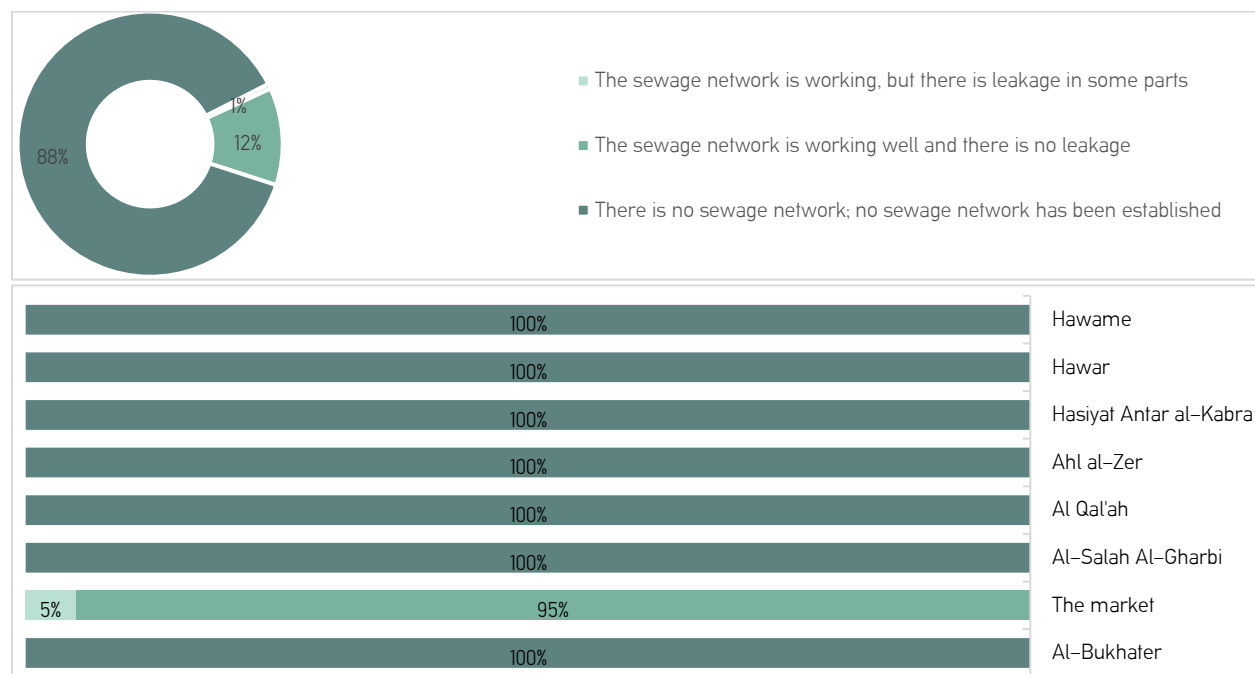 1%
12%
88%
The sewage network is working, but there is leakage in some parts
The sewage network is working well and there is no leakage
There is no sewage network; no sewage network has been established
100% Hawame
100% Hawar
100% Hasiyat Antar al–Kabra
100% Ahl al–Zer
100% Al Qal'ah
100% Al–Salah Al–Gharbi
5% 95% The market
100% Al–Bukhater